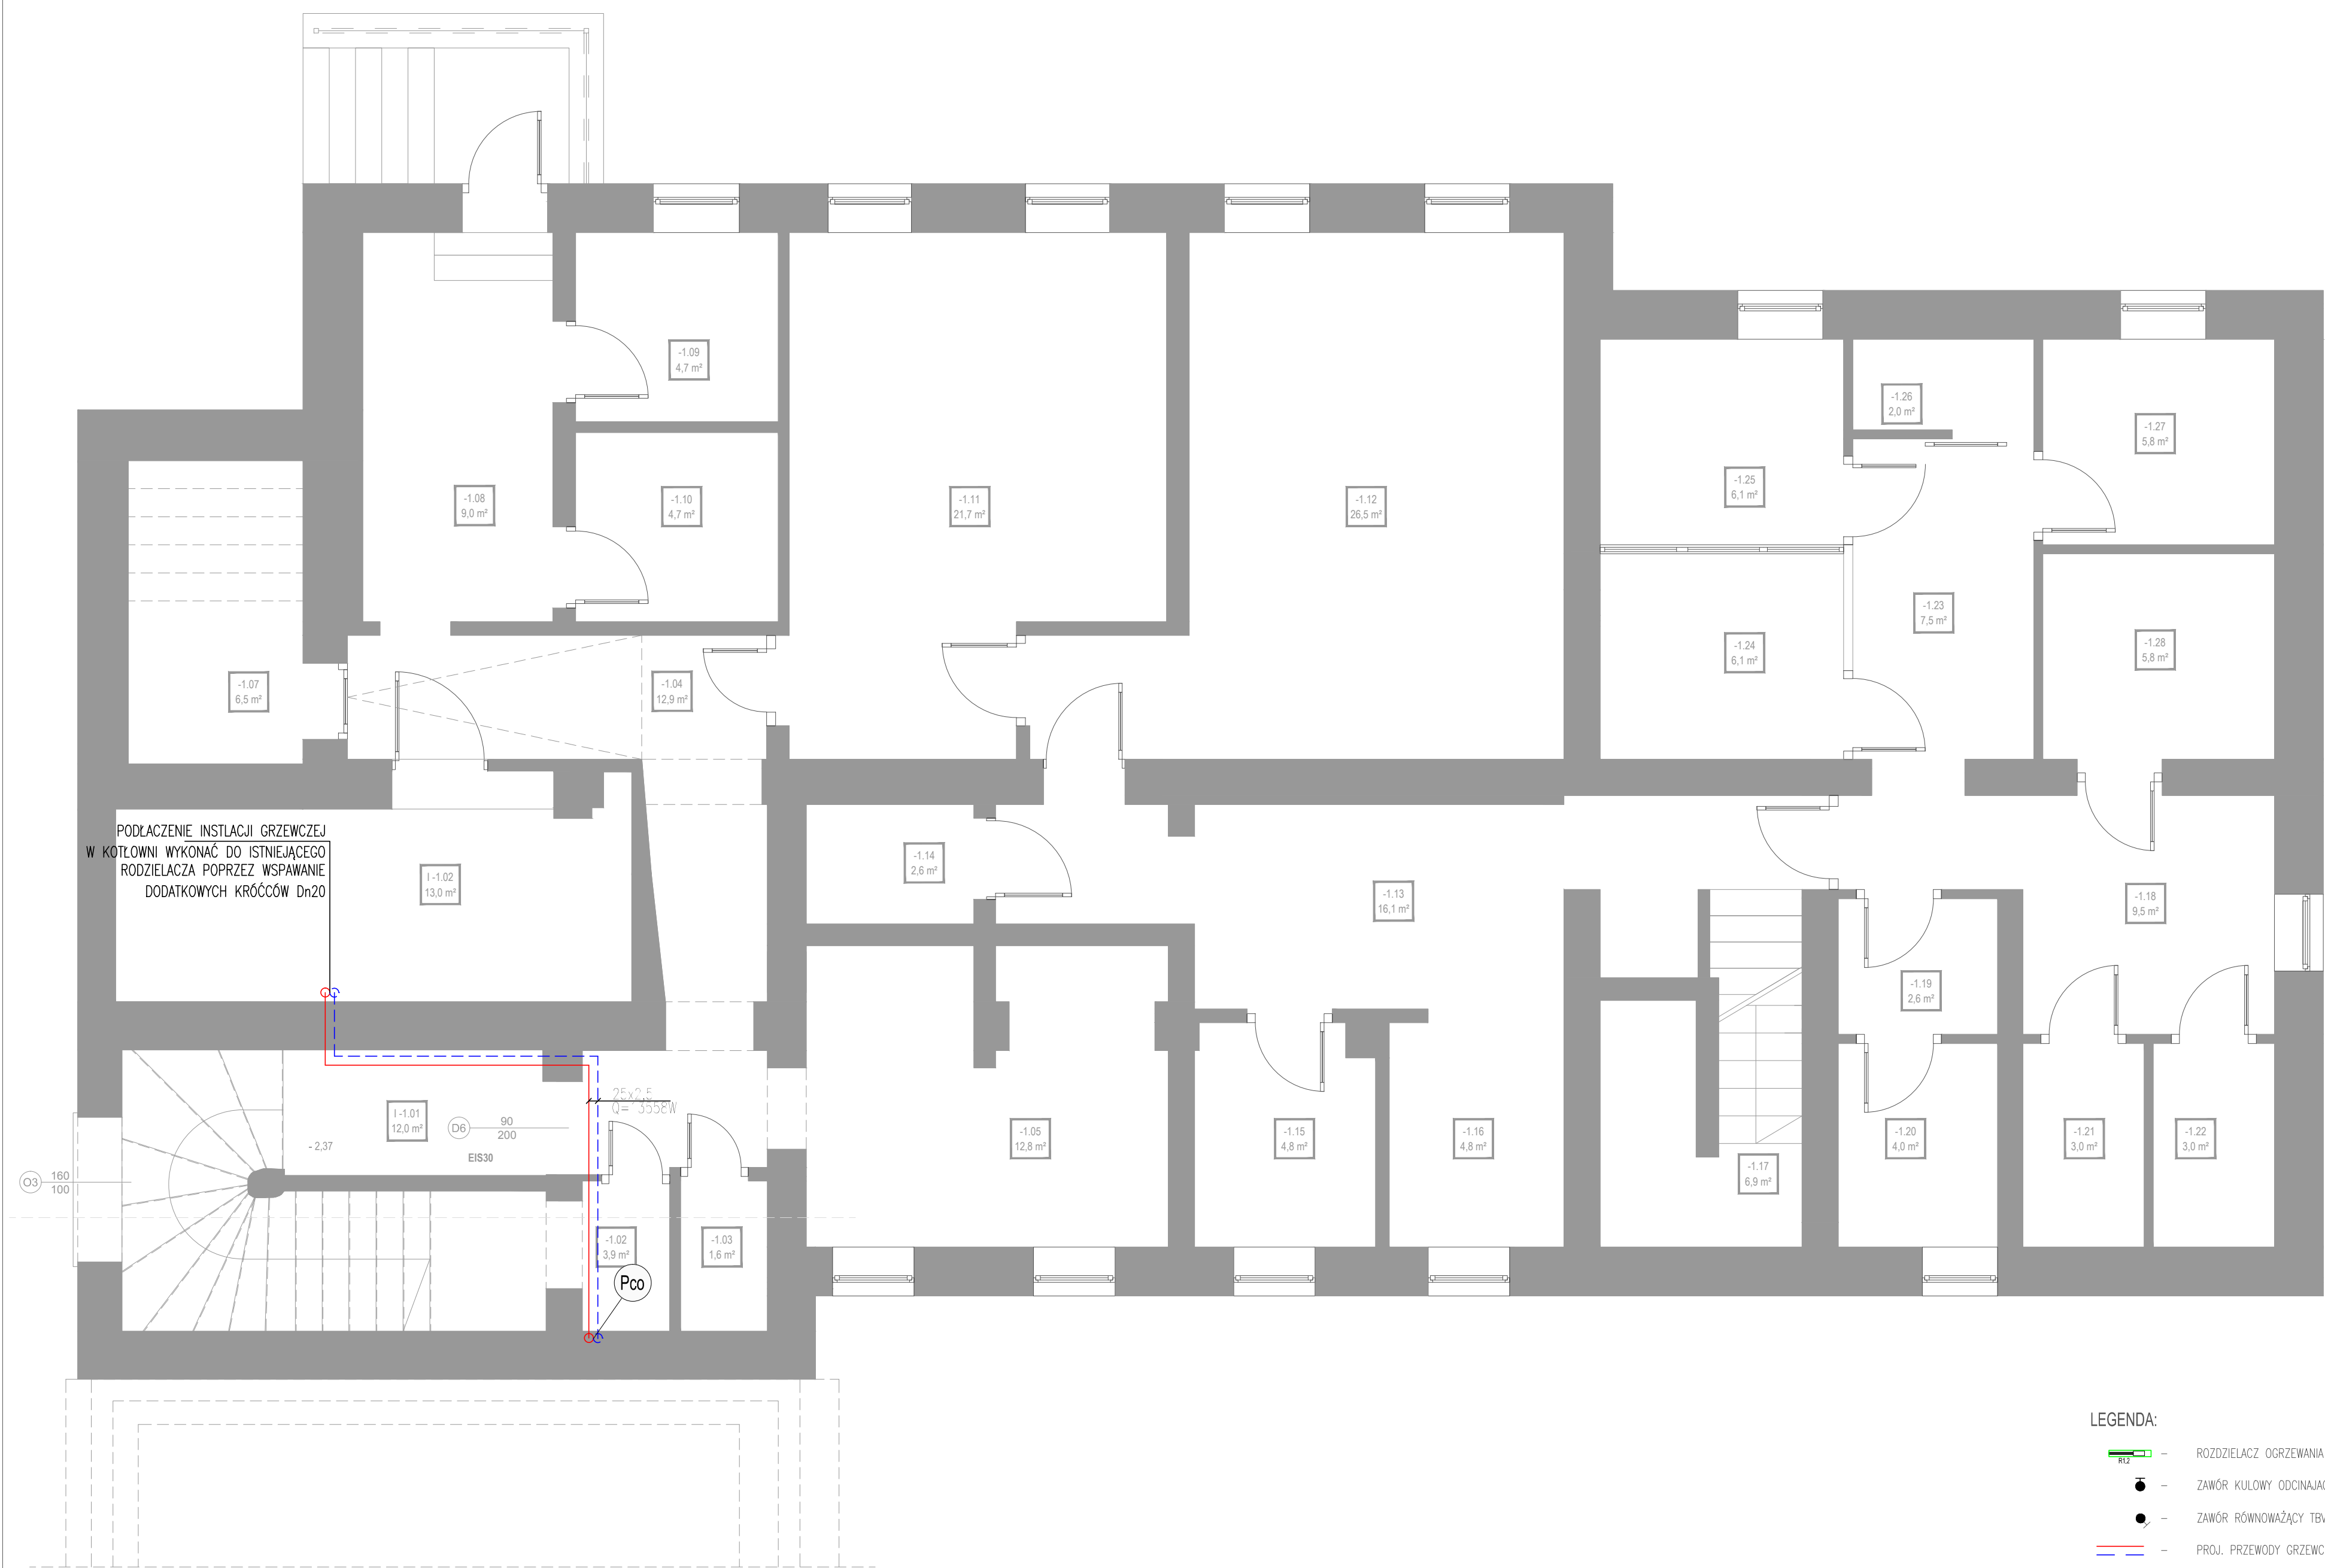 -1.09
4,7 m²
-1.26
2,0 m²
-1.27
5,8 m²
-1.08
9,0 m²
-1.10
4,7 m²
-1.11
21,7 m²
-1.12
26,5 m²
-1.25
6,1 m²
-1.23
7,5 m²
-1.24
6,1 m²
-1.28
5,8 m²
-1.07
6,5 m²
-1.04
12,9 m²
PODŁACZENIE INSTLACJI GRZEWCZEJ
W KOTŁOWNI WYKONAĆ DO ISTNIEJĄCEGO
RODZIELACZA POPRZEZ WSPAWANIE
DODATKOWYCH KRÓĆCÓW Dn20
I -1.02
13,0 m²
-1.14
2,6 m²
-1.13
16,1 m²
-1.18
9,5 m²
-1.19
2,6 m²
25x2,5
Q= 3558W
I -1.01
12,0 m²
D6
90
200
- 2,37
EIS30
O3
160
100
-1.05
12,8 m²
-1.15
4,8 m²
-1.16
4,8 m²
-1.17
6,9 m²
-1.20
4,0 m²
-1.21
3,0 m²
-1.22
3,0 m²
-1.02
3,9 m²
-1.03
1,6 m²
Pco
LEGENDA:
R1.2
– ROZDZIELACZ OGRZEWANIA
– ZAWÓR KULOWY ODCINAJĄ
– ZAWÓR RÓWNOWAŻĄCY TBV
– PROJ. PRZEWODY GRZEWC